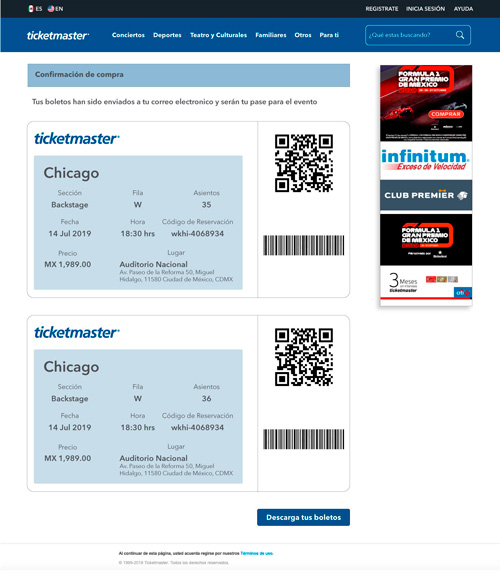 ES EN REGISTRATE INICIA SESIÓN AYUDA
ticketmaster Conciertos Deportes Teatro y Culturales Familiares Otros Para ti ¿Qué estas buscando?
Confirmación de compra
Tus boletos han sido enviados a tu correo electronico y serán tu pase para el evento
ticketmaster
Chicago
Sección Fila Asientos
Backstage W 35
Fecha Hora Código de Reservación
14 Jul 2019 18:30 hrs wkhi-4068934
Precio Lugar
MX 1,989.00 Auditorio Nacional
Av. Paseo de la Reforma 50, Miguel
Hidalgo, 11580 Ciudad de México, CDMX
ticketmaster
Chicago
Sección Fila Asientos
Backstage W 36
Fecha Hora Código de Reservación
14 Jul 2019 18:30 hrs wkhi-4068934
Precio Lugar
MX 1,989.00 Auditorio Nacional
Av. Paseo de la Reforma 50, Miguel
Hidalgo, 11580 Ciudad de México, CDMX
Descarga tus boletos
FORMULA 1
GRAN PREMIO
DE MÉXICO
COMPRAR
infinitum
Exceso de Velocidad
CLUB PREMIER
FORMULA 1
GRAN PREMIO
DE MÉXICO
3 MESES
ticketmaster
citi
Al continuar de esta página, usted acuerda regirse por nuestros Términos de uso.
© 1999-2019 Ticketmaster. Todos los derechos reservados